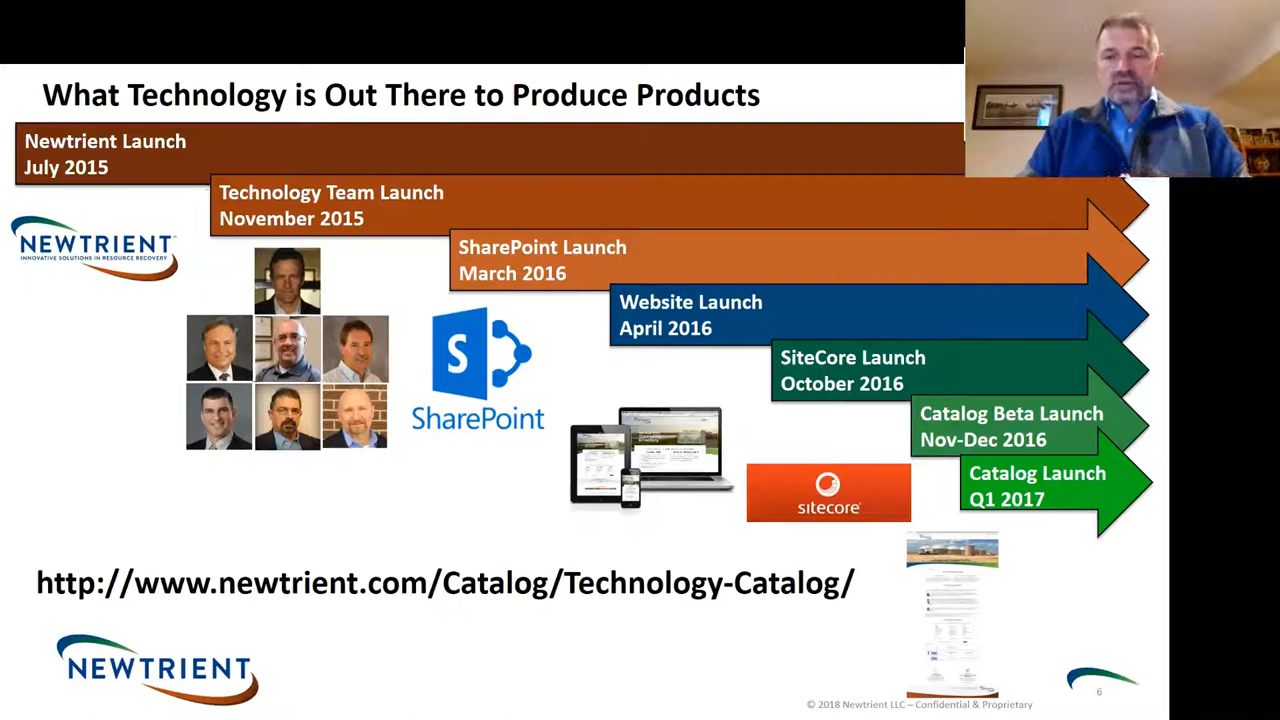 What Technology is Out There to Produce Products
Newtrient Launch
July 2015
Technology Team Launch
November 2015
NEWTRIENT™
INNOVATIVE SOLUTIONS IN RESOURCE RECOVERY
SharePoint Launch
March 2016
Website Launch
April 2016
S
SharePoint
SiteCore Launch
October 2016
Catalog Beta Launch
Nov-Dec 2016
Catalog Launch
Q1 2017
sitecore
http://www.newtrient.com/Catalog/Technology-Catalog/
NEWTRIENT
6
© 2018 Newtrient LLC – Confidential & Proprietary